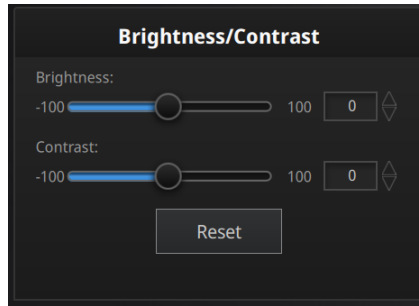 Brightness/Contrast
Brightness:
-100 100 0
Contrast:
-100 100 0
Reset